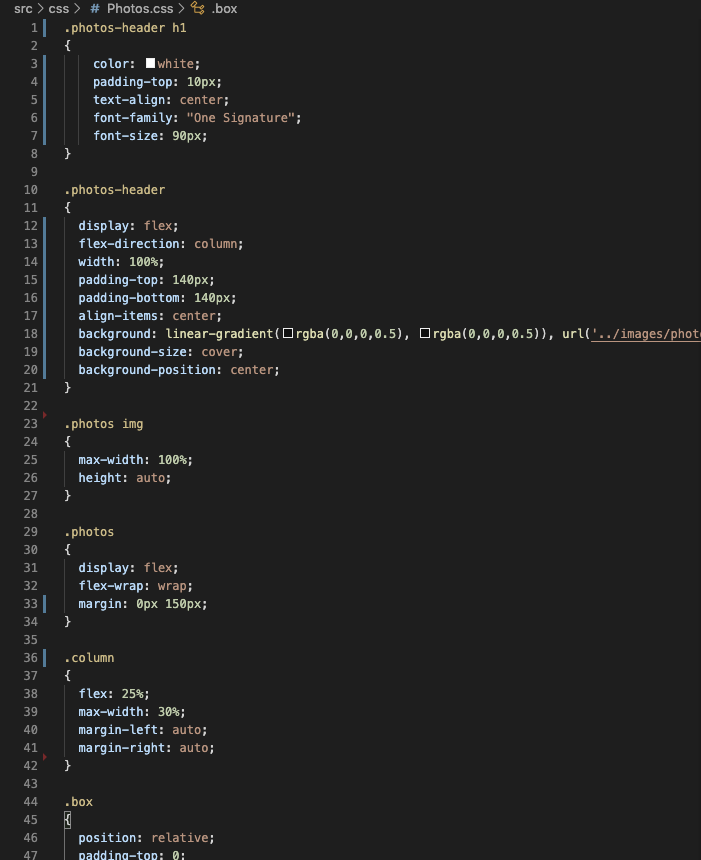 src > css > # Photos.css > .box
1 .photos-header h1
2 {
3 color: white;
4 padding-top: 10px;
5 text-align: center;
6 font-family: "One Signature";
7 font-size: 90px;
8 }
9
10 .photos-header
11 {
12 display: flex;
13 flex-direction: column;
14 width: 100%;
15 padding-top: 140px;
16 padding-bottom: 140px;
17 align-items: center;
18 background: linear-gradient(rgba(0,0,0,0.5), rgba(0,0,0,0.5)), url('../images/phot
19 background-size: cover;
20 background-position: center;
21 }
22
23 .photos img
24 {
25 max-width: 100%;
26 height: auto;
27 }
28
29 .photos
30 {
31 display: flex;
32 flex-wrap: wrap;
33 margin: 0px 150px;
34 }
35
36 .column
37 {
38 flex: 25%;
39 max-width: 30%;
40 margin-left: auto;
41 margin-right: auto;
42 }
43
44 .box
45 {
46 position: relative;
47 padding-top: 0;